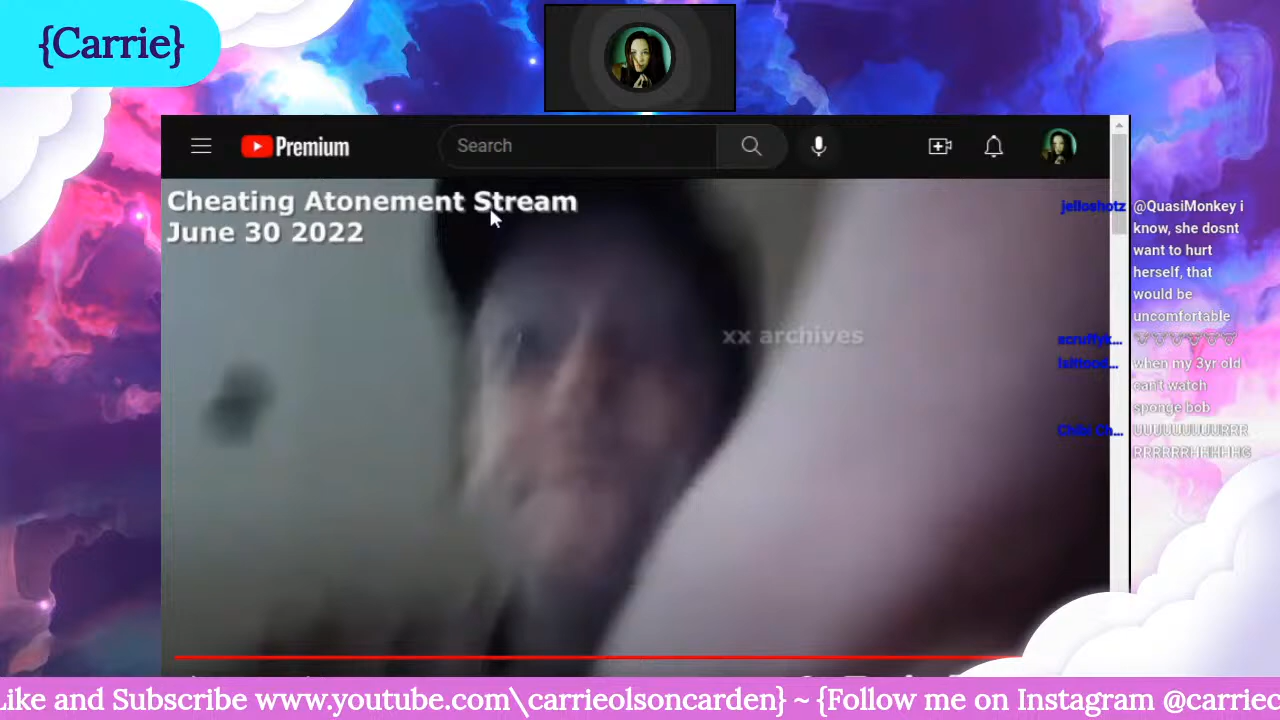 {Carrie}
Premium
Search
Cheating Atonement Stream
June 30 2022
xx archives
jelloshotz @QuasiMonkey i
know, she dosnt
want to hurt
herself, that
would be
uncomfortable
when my 3yr old
can't watch
sponge bob
UUUUUUUUURRR
RRRRRRHHHHHG
Like and Subscribe www.youtube.com\carrieolsoncarden} ~ {Follow me on Instagram @carriec